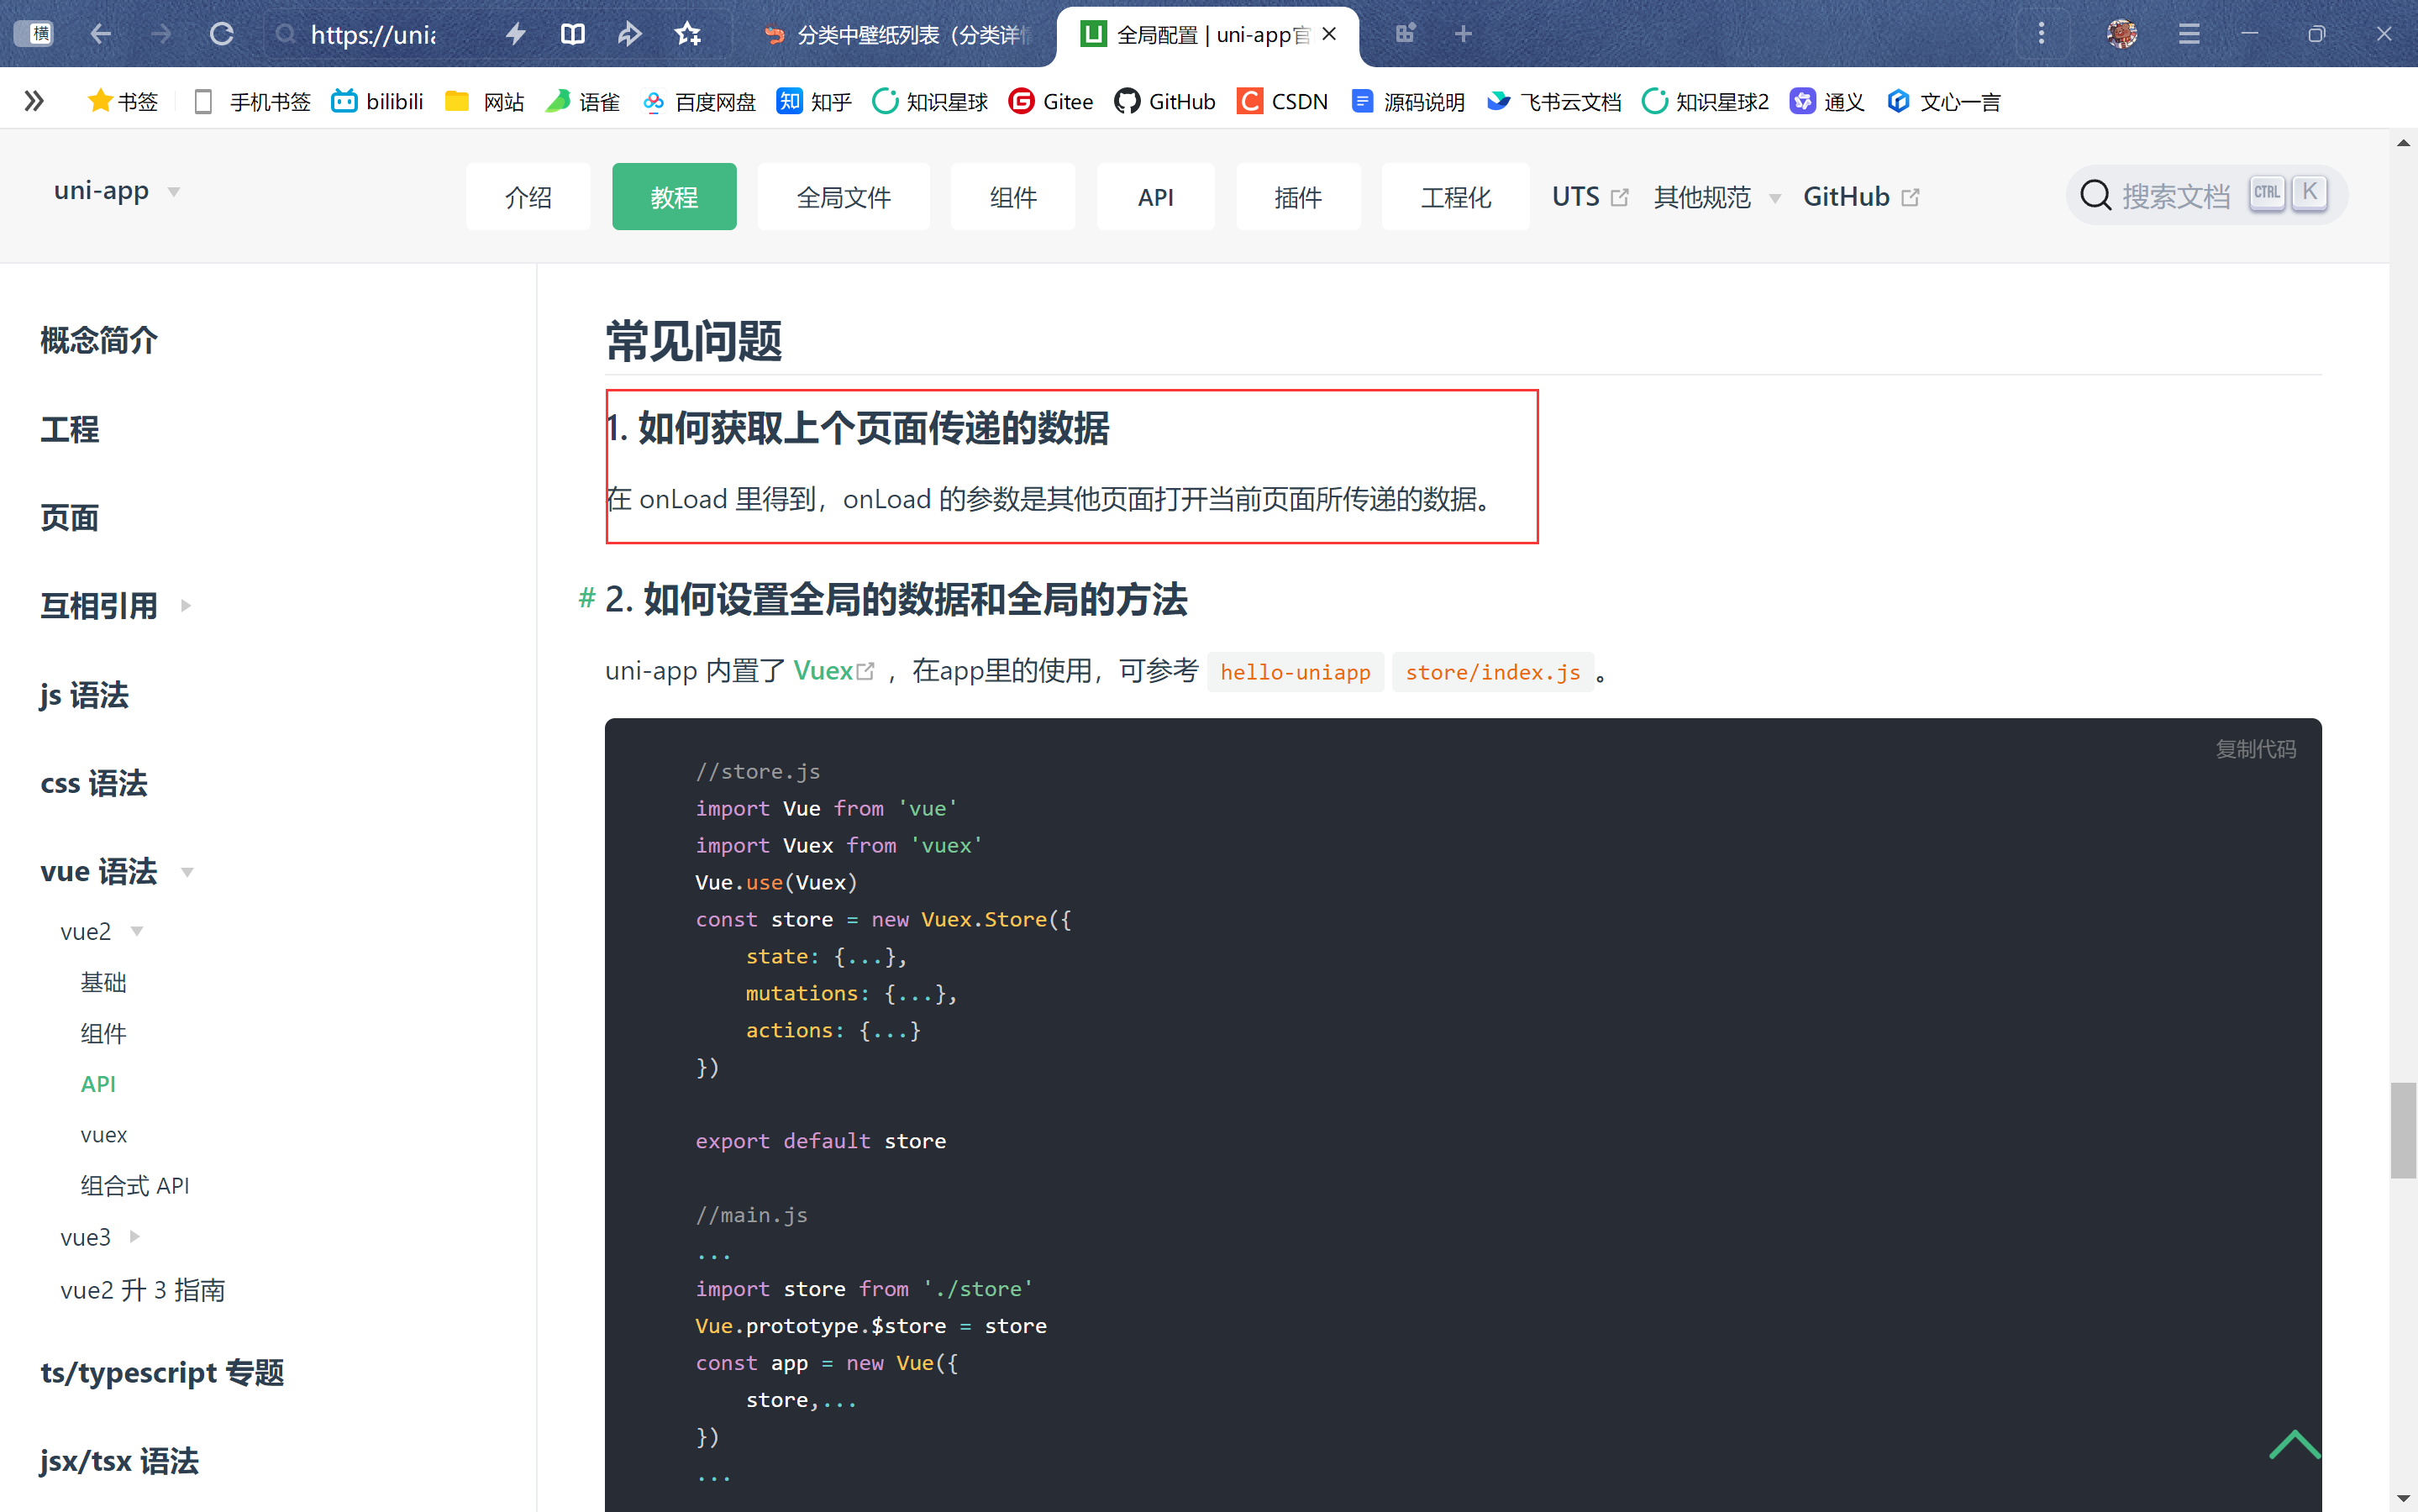 横
https://unia
分类中壁纸列表（分类详情
全局配置 | uni-app官
书签
手机书签
bilibili
网站
语雀
百度网盘
知 知乎
知识星球
Gitee
GitHub
CSDN
源码说明
飞书云文档
知识星球2
通义
文心一言
uni-app
介绍
教程
全局文件
组件
API
插件
工程化
UTS
其他规范
GitHub
搜索文档
CTRL K
概念简介
工程
页面
互相引用
js 语法
css 语法
vue 语法
vue2
基础
组件
API
vuex
组合式 API
vue3
vue2 升 3 指南
ts/typescript 专题
jsx/tsx 语法
常见问题
1. 如何获取上个页面传递的数据
在 onLoad 里得到，onLoad 的参数是其他页面打开当前页面所传递的数据。
# 2. 如何设置全局的数据和全局的方法
uni-app 内置了 Vuex ，在app里的使用，可参考 hello-uniapp store/index.js 。
复制代码
//store.js
import Vue from 'vue'
import Vuex from 'vuex'
Vue.use(Vuex)
const store = new Vuex.Store({
state: {...},
mutations: {...},
actions: {...}
})
export default store
//main.js
...
import store from './store'
Vue.prototype.$store = store
const app = new Vue({
store,...
})
...